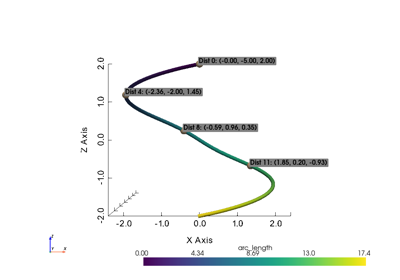 Dist 0: (-0.00, -5.00, 2.00)
2.0
Dist 4: (-2.36, -2.00, 1.45)
1.0
Dist 8: (-0.59, 0.96, 0.35)
Z Axis
0.0
Dist 11: (1.85, 0.20, -0.93)
-1.0
-2.0
-2.0 -1.0 0.0 1.0 2.0
X Axis
arc_length
0.00 4.34 8.69 13.0 17.4